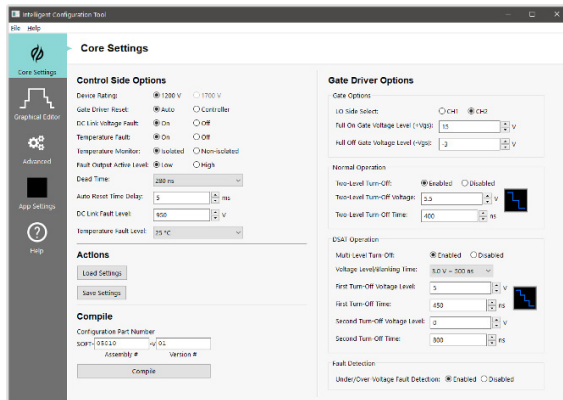 Intelligent Configuration Tool
File Help
Core Settings
Core Settings
Graphical Editor
Advanced
App Settings
Help
Control Side Options
Device Rating: 1200 V 1700 V
Gate Driver Reset: Auto Controller
DC Link Voltage Fault: On Off
Temperature Fault: On Off
Temperature Monitor: Isolated Non-isolated
Fault Output Active Level: Low High
Dead Time: 280 ns
Auto Reset Time Delay: 5 ms
DC Link Fault Level: 900 V
Temperature Fault Level: 25 °C
Actions
Load Settings
Save Settings
Compile
Configuration Part Number
SOFT- 03010 -V 01
Assembly # Version #
Compile
Gate Driver Options
Gate Options
LO Side Select: CH1 CH2
Full On Gate Voltage Level (+Vgs): 15 V
Full Off Gate Voltage Level (-Vgs): -3 V
Normal Operation
Two-Level Turn-Off: Enabled Disabled
Two-Level Turn-Off Voltage: 5.5 V
Two-Level Turn-Off Time: 400 ns
DSAT Operation
Multi Level Turn-Off: Enabled Disabled
Voltage Level/Blanking Time: 3.0 V - 300 ns
First Turn-Off Voltage Level: 5 V
First Turn-Off Time: 450 ns
Second Turn-Off Voltage Level: 0 V
Second Turn-Off Time: 800 ns
Fault Detection
Under/Over-Voltage Fault Detection: Enabled Disabled